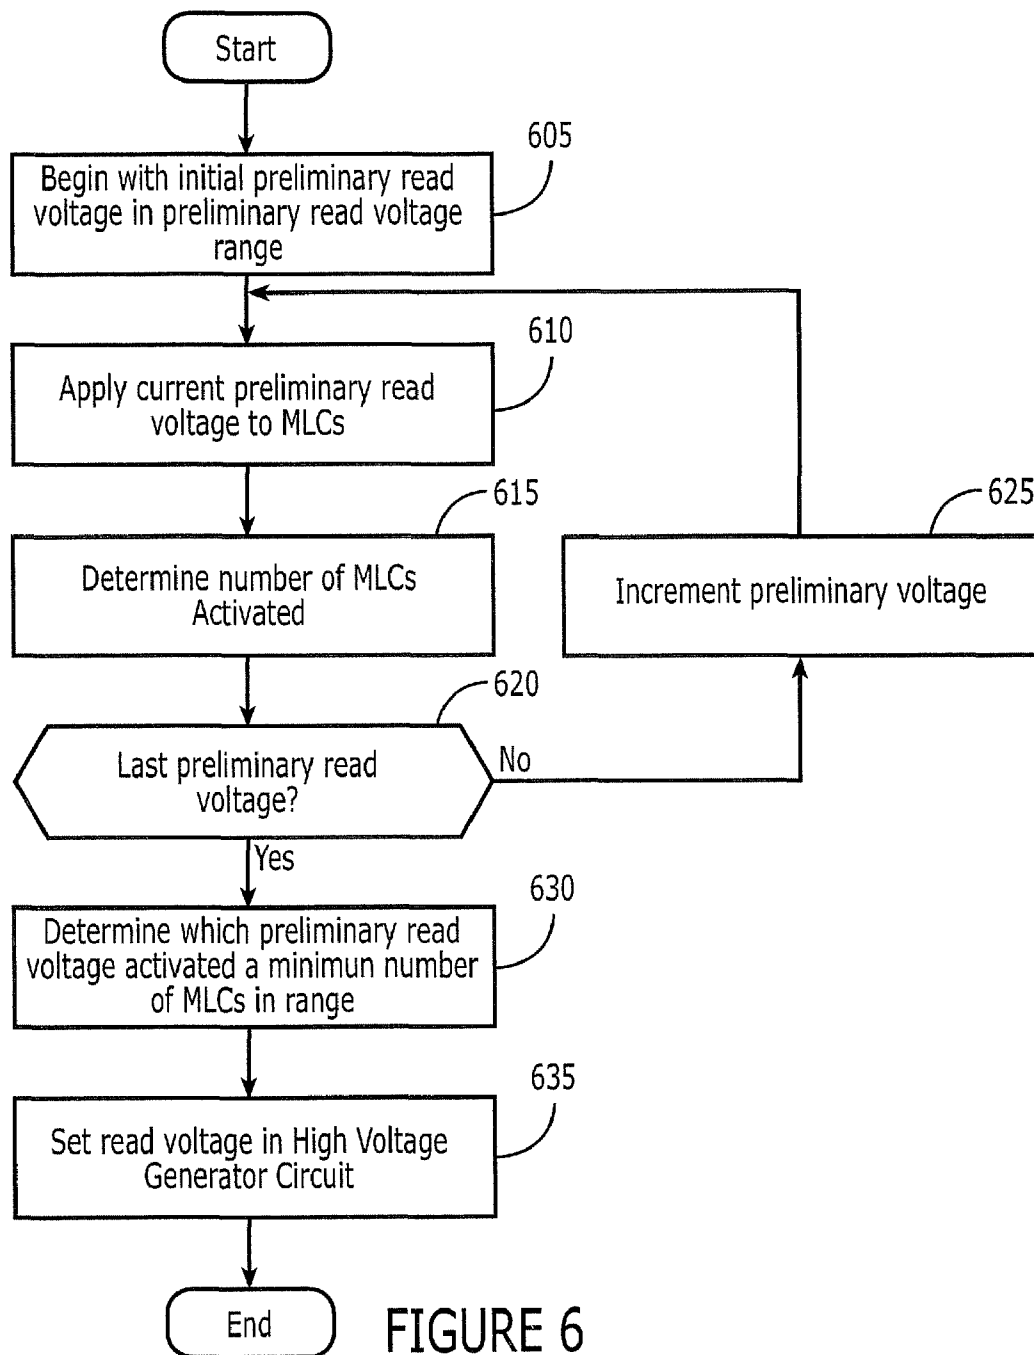 Start
605
Begin with initial preliminary read
voltage in preliminary read voltage
range
610
Apply current preliminary read
voltage to MLCs
615
Determine number of MLCs
Activated
625
Increment preliminary voltage
620
Last preliminary read
voltage?
No
Yes
630
Determine which preliminary read
voltage activated a minimun number
of MLCs in range
635
Set read voltage in High Voltage
Generator Circuit
End
FIGURE 6